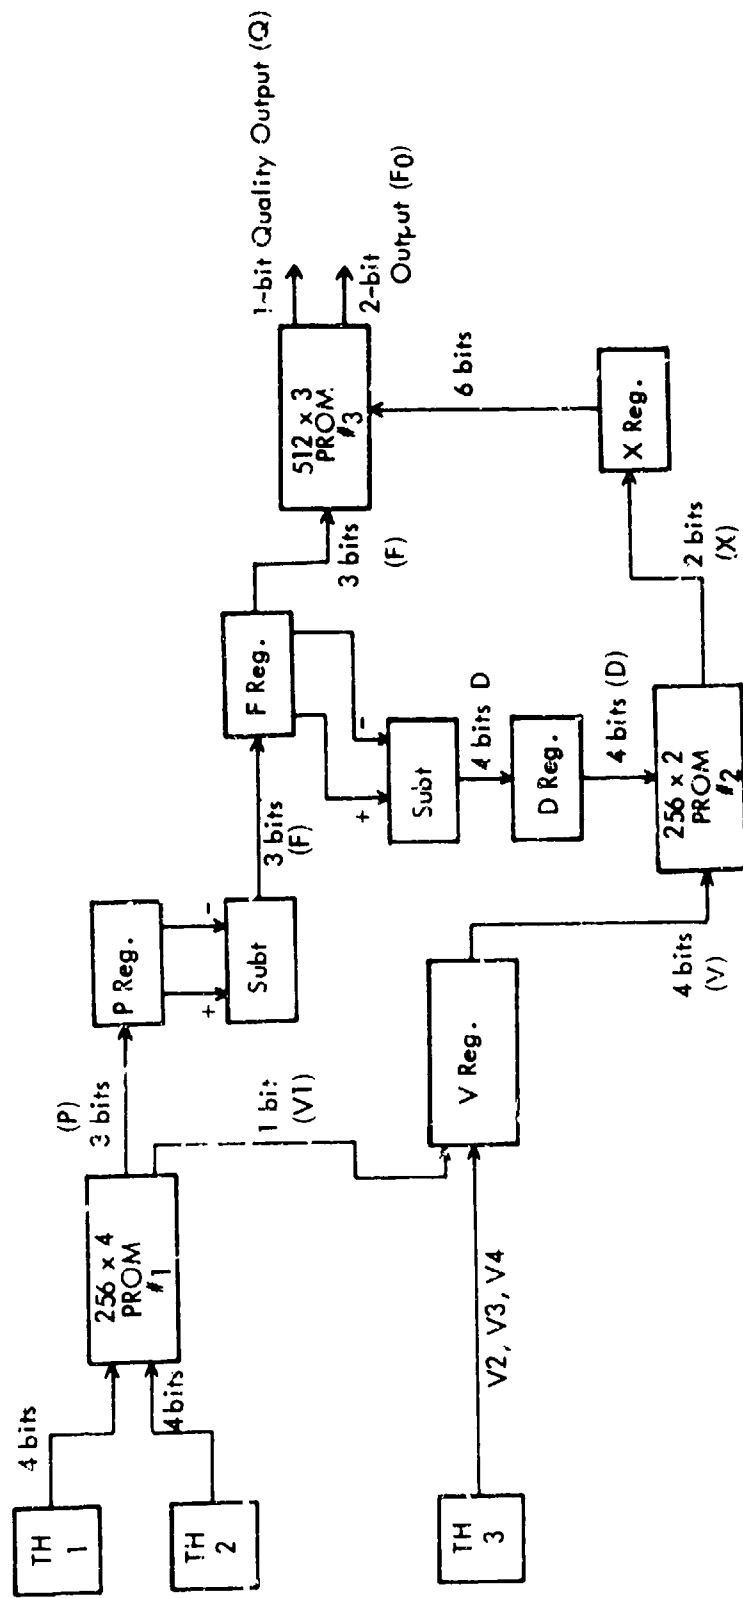 TH
1
4 bits
TH
2
4 bits
256 x 4
PROM
#1
(P)
3 bits
P Reg.
+
-
Subt
3 bits
(F)
F Reg.
+
-
Subt
3 bits
(F)
512 x 3
PROM
#3
1-bit Quality Output (Q)
2-bit
Output (F0)
1 bit
(V1)
TH
3
V2, V3, V4
V Reg.
4 bits
(V)
4 bits D
D Reg.
4 bits (D)
256 x 2
PROM
#2
2 bits
(X)
X Reg.
6 bits